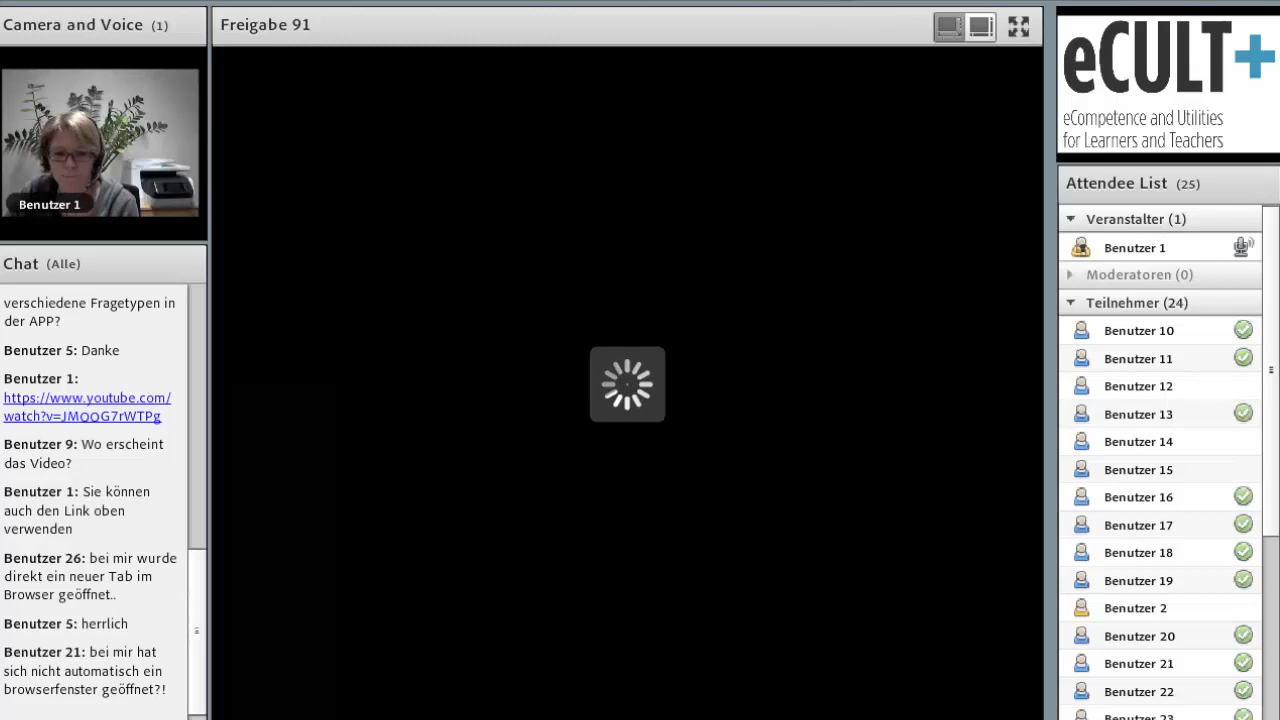 Camera and Voice (1)
Benutzer 1
Chat (Alle)
verschiedene Fragetypen in
der APP?
Benutzer 5: Danke
Benutzer 1:
https://www.youtube.com/
watch?v=JMOOG7rWTPg
Benutzer 9: Wo erscheint
das Video?
Benutzer 1: Sie können
auch den Link oben
verwenden
Benutzer 26: bei mir wurde
direkt ein neuer Tab im
Browser geöffnet..
Benutzer 5: herrlich
Benutzer 21: bei mir hat
sich nicht automatisch ein
browserfenster geöffnet?!
Freigabe 91
eCULT+
eCompetence and Utilities
for Learners and Teachers
Attendee List (25)
Veranstalter (1)
Benutzer 1
Moderatoren (0)
Teilnehmer (24)
Benutzer 10
Benutzer 11
Benutzer 12
Benutzer 13
Benutzer 14
Benutzer 15
Benutzer 16
Benutzer 17
Benutzer 18
Benutzer 19
Benutzer 2
Benutzer 20
Benutzer 21
Benutzer 22
Benutzer 23